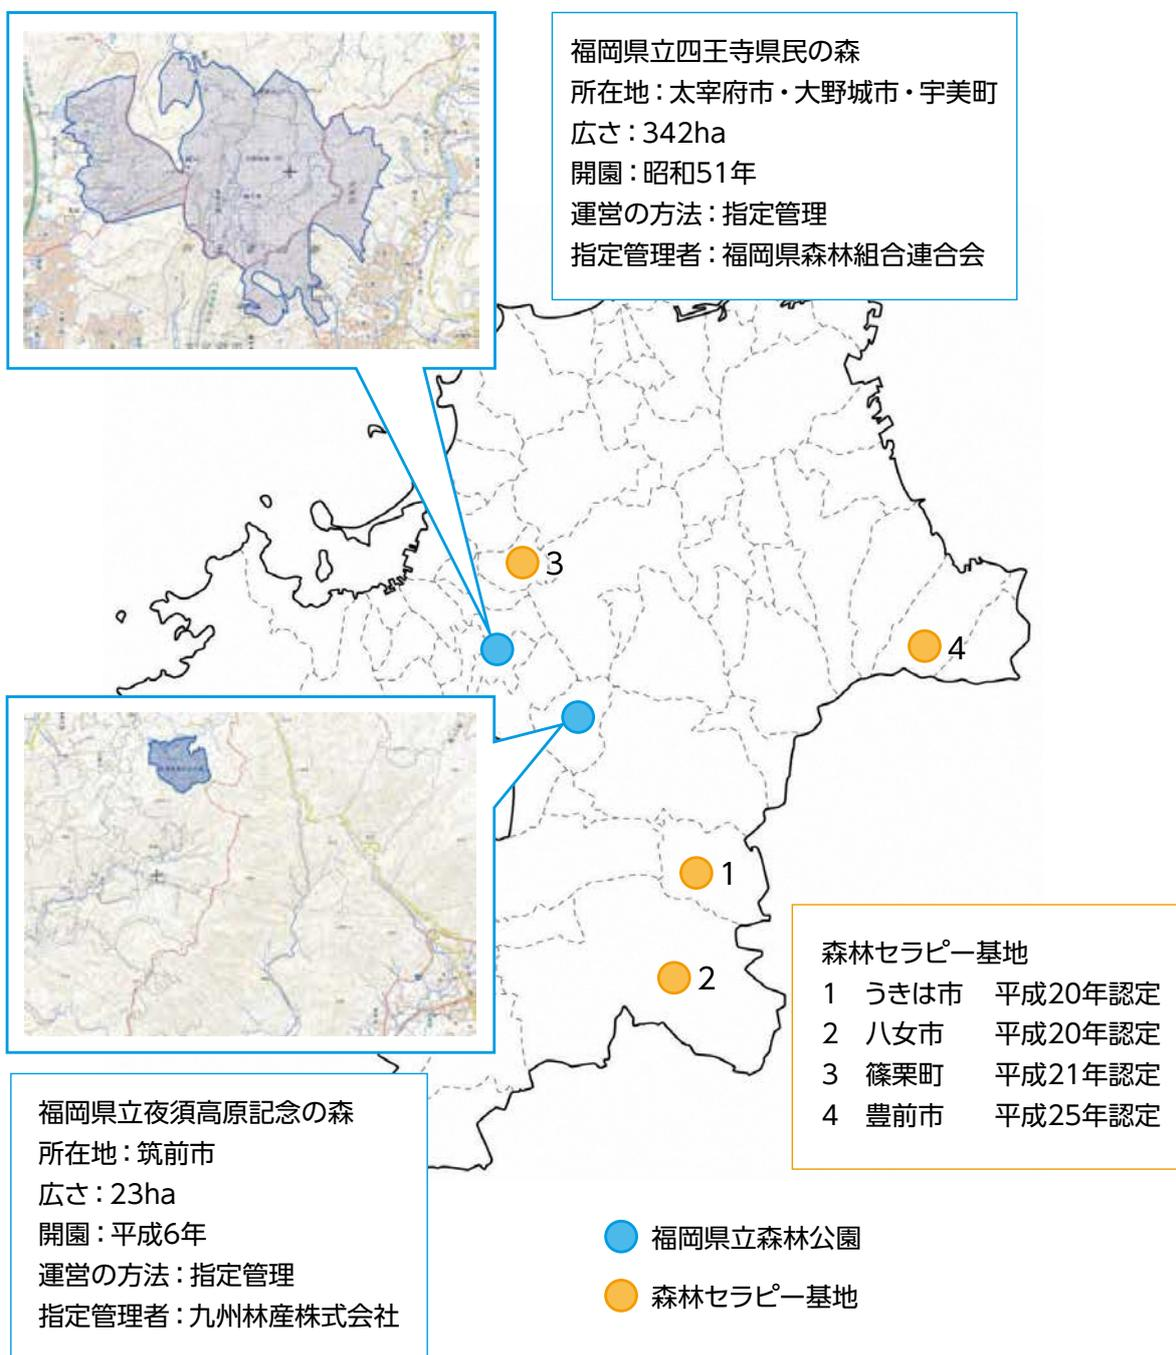 福岡県立四王寺県民の森
所在地：太宰府市・大野城市・宇美町
広さ：342ha
開園：昭和51年
運営の方法：指定管理
指定管理者：福岡県森林組合連合会
3
4
1
2
森林セラピー基地
1 うきは市 平成20年認定
2 八女市 平成20年認定
3 篠栗町 平成21年認定
4 豊前市 平成25年認定
福岡県立夜須高原記念の森
所在地：筑前市
広さ：23ha
開園：平成6年
運営の方法：指定管理
指定管理者：九州林産株式会社
福岡県立森林公園
森林セラピー基地